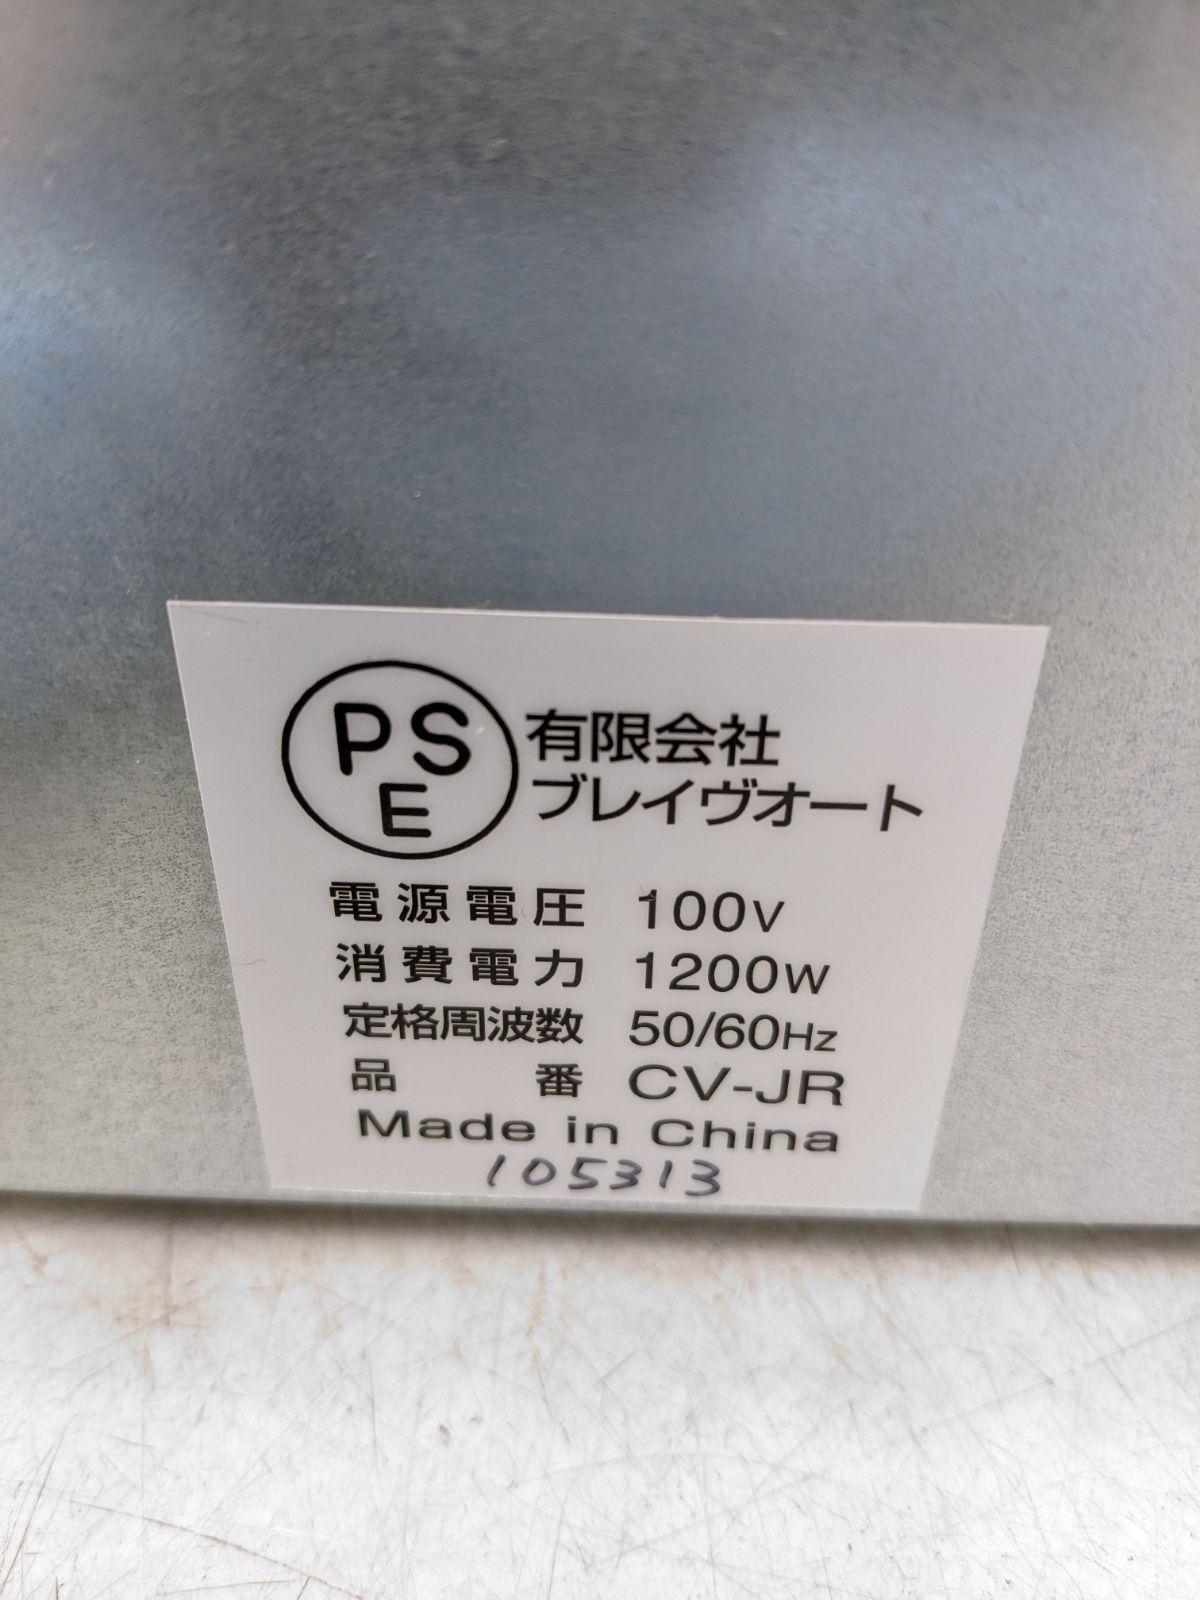 PS
E
有限会社
ブレイヴオート
電源電圧 100V
消費電力 1200W
定格周波数 50/60Hz
品番 CV-JR
Made in China
105313